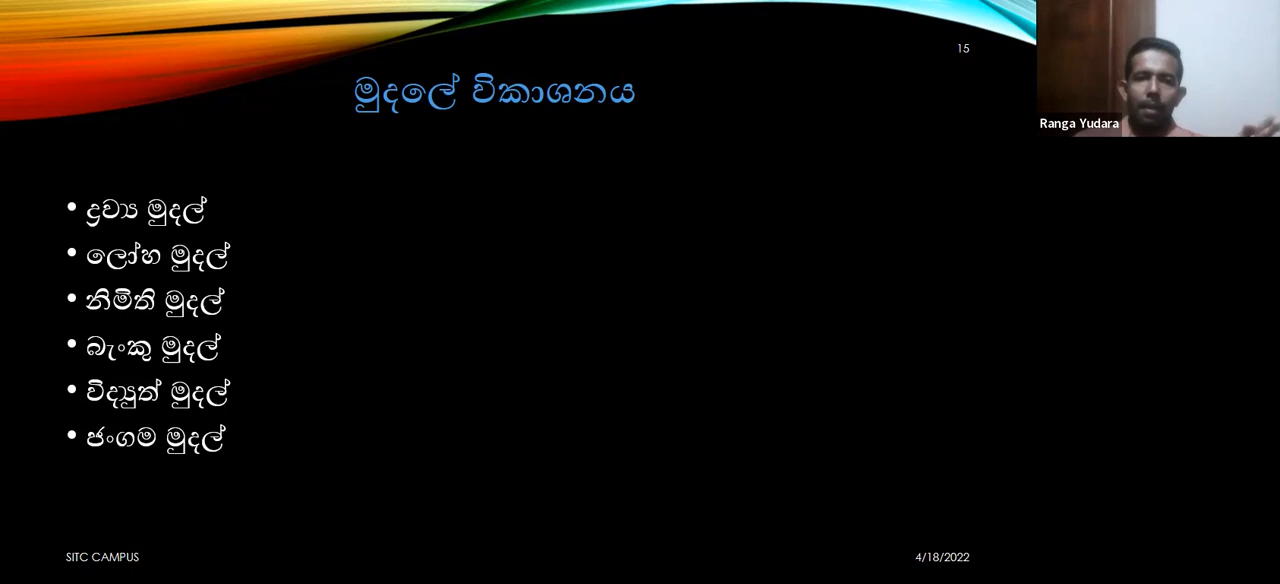 15
මුදලේ විකාශනය
Ranga Yudara
• ද්‍රව්‍ය මුදල්
• ලෝහ මුදල්
• නිමිති මුදල්
• බැංකු මුදල්
• විද්‍යුත් මුදල්
• ජංගම මුදල්
SITC CAMPUS
4/18/2022